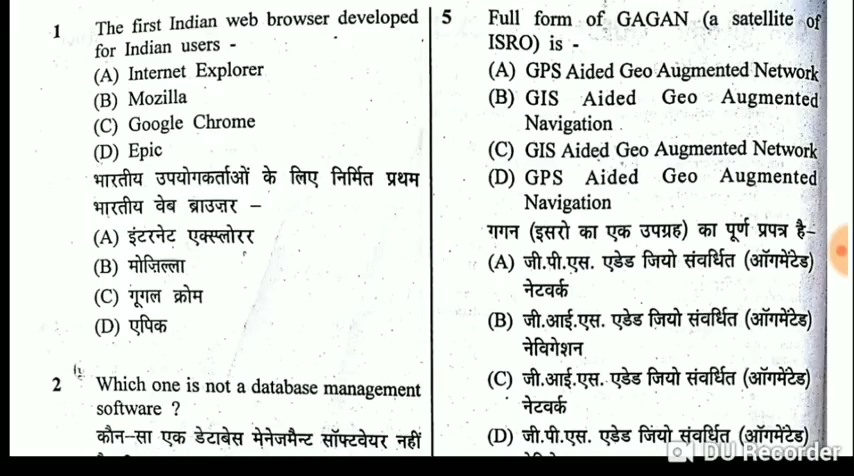 1 The first Indian web browser developed
for Indian users -
(A) Internet Explorer
(B) Mozilla
(C) Google Chrome
(D) Epic
भारतीय उपयोगकर्ताओं के लिए निर्मित प्रथम
भारतीय वेब ब्राउज़र –
(A) इंटरनेट एक्स्प्लोरर
(B) मोज़िल्ला
(C) गूगल क्रोम
(D) एपिक
2 Which one is not a database management
software ?
कौन-सा एक डेटाबेस मेनेजमैन्ट सॉफ्टवेयर नहीं
5 Full form of GAGAN (a satellite of
ISRO) is -
(A) GPS Aided Geo Augmented Network
(B) GIS Aided Geo Augmented
Navigation
(C) GIS Aided Geo Augmented Network
(D) GPS Aided Geo Augmented
Navigation
गगन (इसरो का एक उपग्रह) का पूर्ण प्रपत्र है–
(A) जी.पी.एस. एडेड जियो संवर्धित (ऑगमेंटेड)
नेटवर्क
(B) जी.आई.एस. एडेड ज़ियो संवर्धित (ऑगमेंटेड)
नेविगेशन
(C) जी.आई.एस. एडेड जियो संवर्धित (ऑगमेंटेड)
नेटवर्क
(D) जी.पी.एस. एडेड जियो संवर्धित (ऑगमेंटेड)
DU Recorder